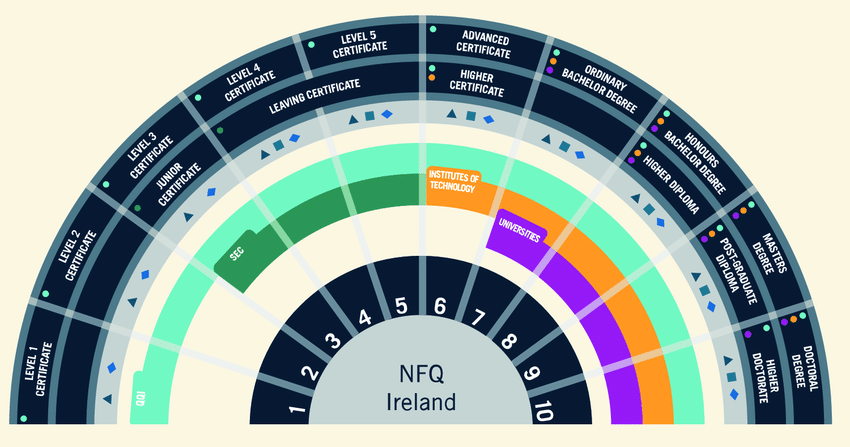 LEVEL 1
CERTIFICATE
LEVEL 2
CERTIFICATE
LEVEL 3
CERTIFICATE
JUNIOR
CERTIFICATE
LEVEL 4
CERTIFICATE
LEVEL 5
CERTIFICATE
LEAVING CERTIFICATE
ADVANCED
CERTIFICATE
HIGHER
CERTIFICATE
ORDINARY
BACHELOR DEGREE
HONOURS
BACHELOR DEGREE
HIGHER DIPLOMA
MASTERS
DEGREE
POST-GRADUATE
DIPLOMA
DOCTORAL
DEGREE
HIGHER
DOCTORATE
QQI
SEC
INSTITUTES OF
TECHNOLOGY
UNIVERSITIES
1
2
3
4
5
6
7
8
9
10
NFQ
Ireland